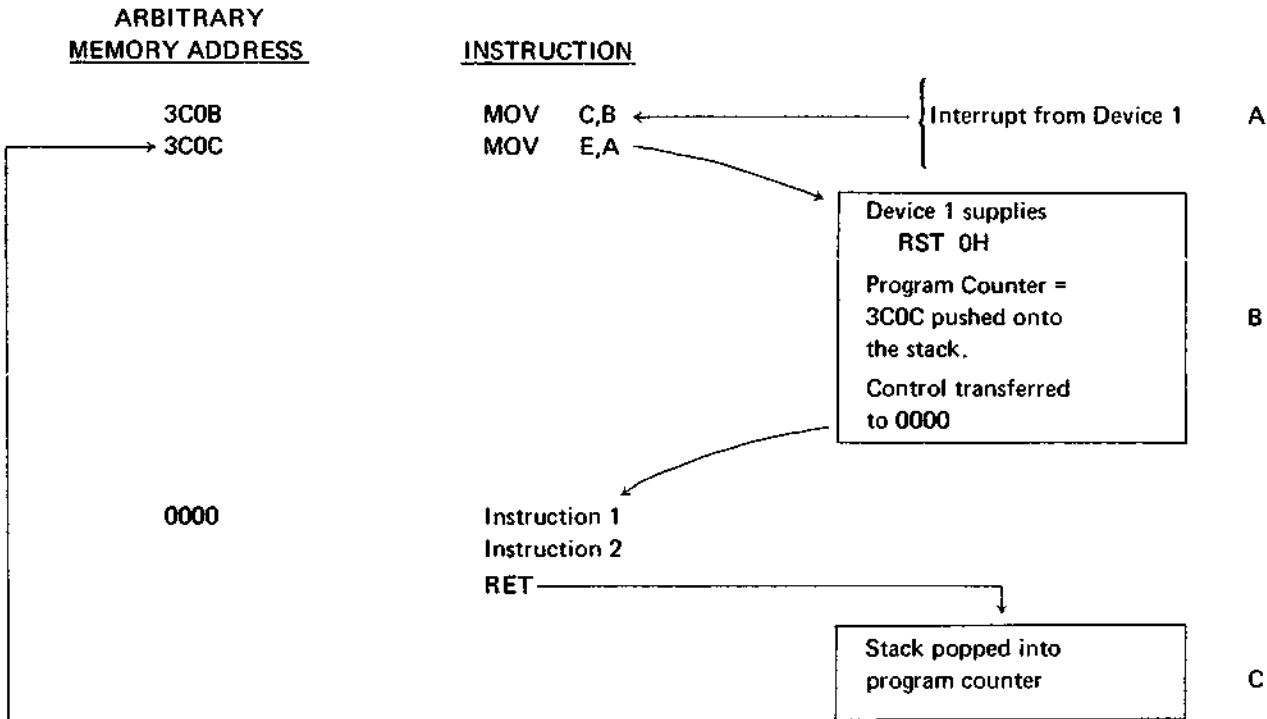 ARBITRARY
MEMORY ADDRESS
INSTRUCTION
3C0B MOV C,B Interrupt from Device 1 A
3C0C MOV E,A
Device 1 supplies
RST 0H
Program Counter =
3C0C pushed onto
the stack.
B
Control transferred
to 0000
0000 Instruction 1
Instruction 2
RET
Stack popped into
program counter
C